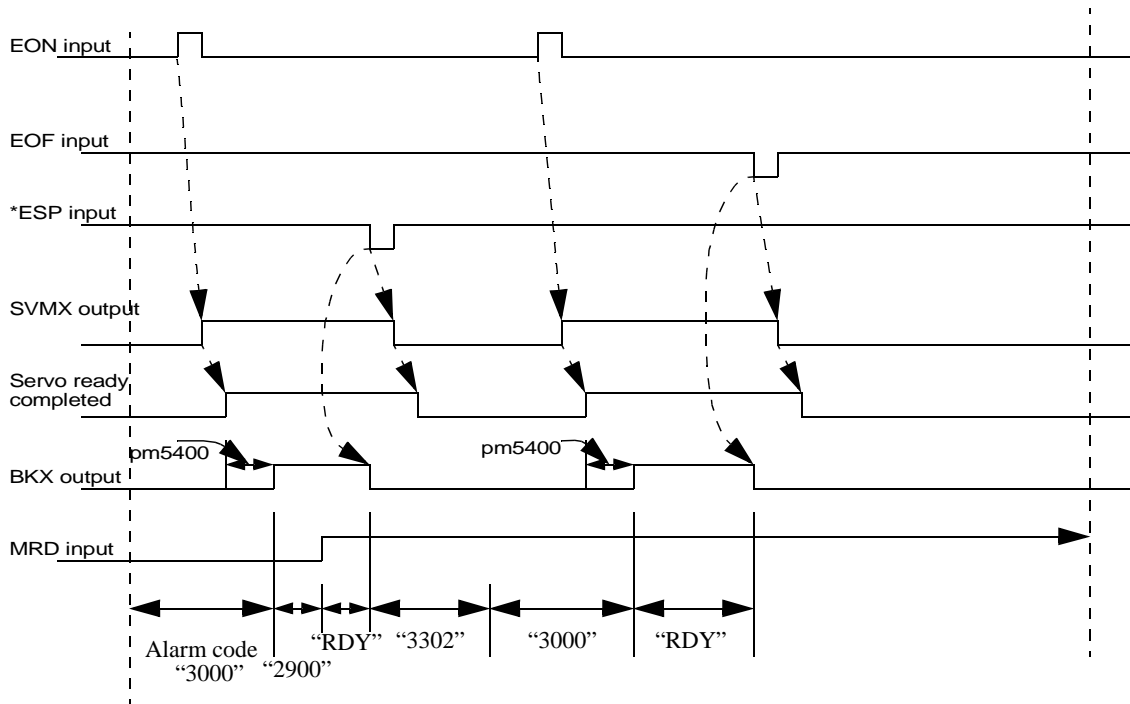 EON input
EOF input
*ESP input
SVMX output
Servo ready
completed
pm5400
pm5400
BKX output
MRD input
“RDY”
“3302”
“3000”
“RDY”
Alarm code
“3000”
“2900”